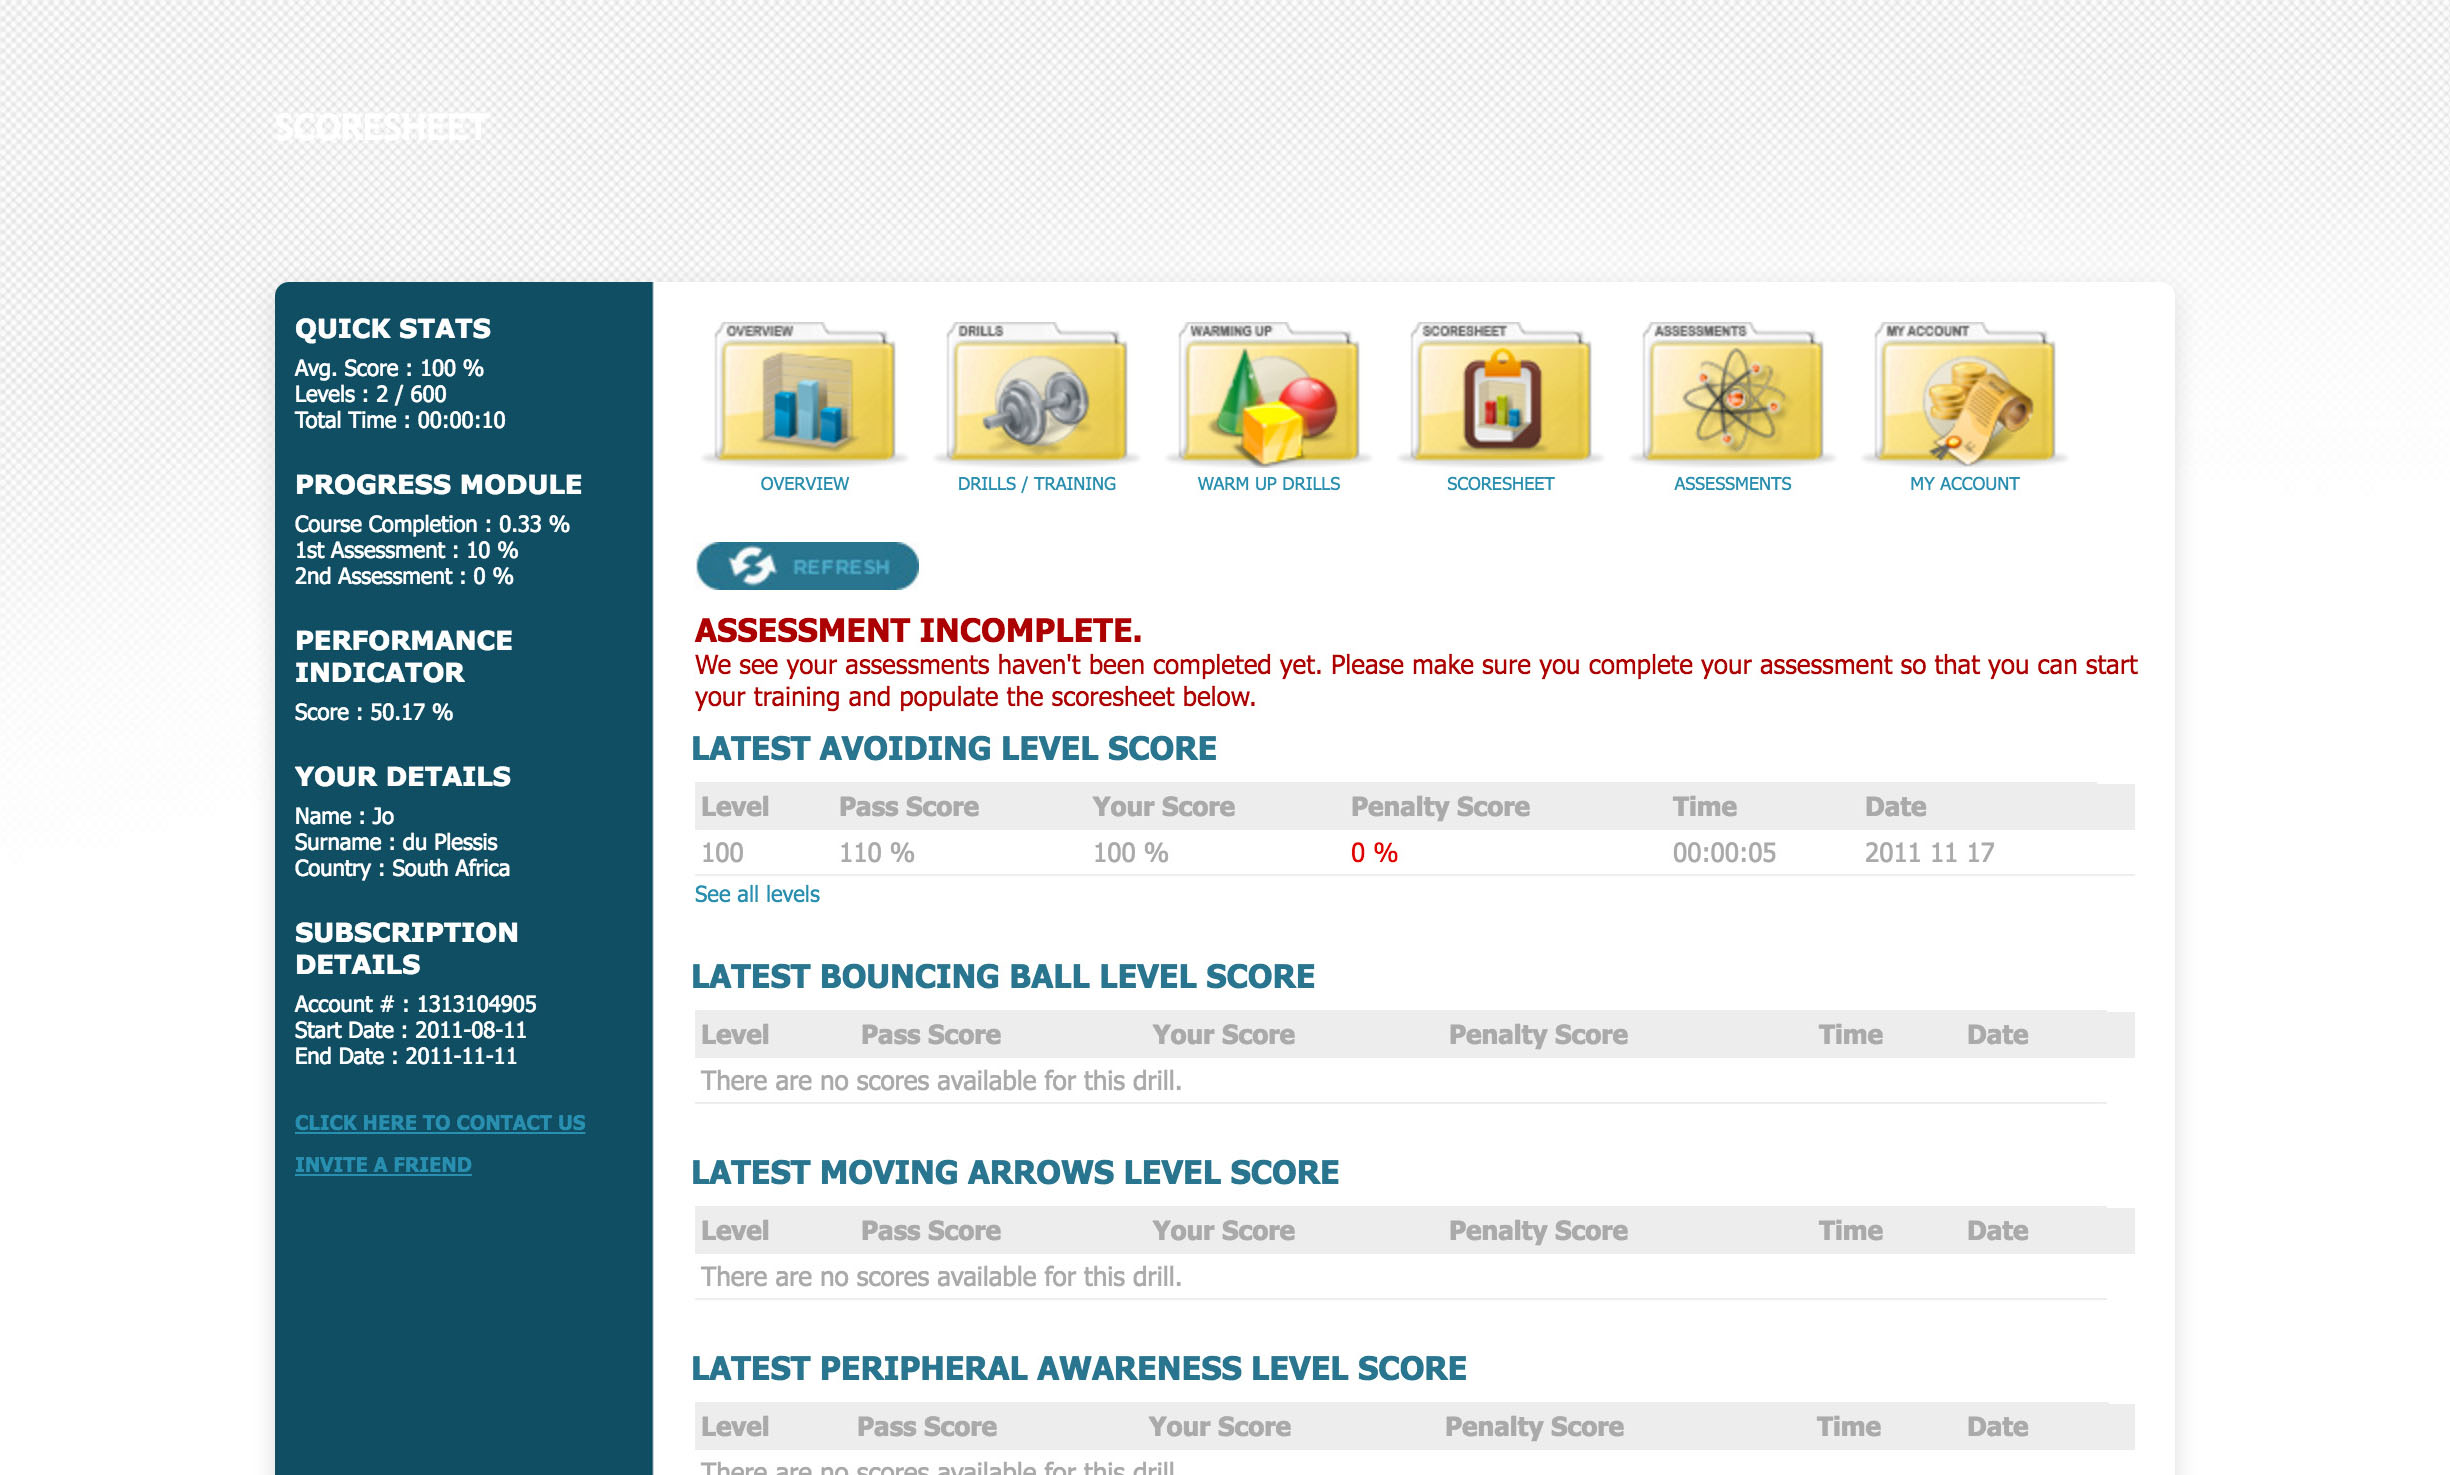 SCORESHEET
QUICK STATS
Avg. Score : 100 %
Levels : 2 / 600
Total Time : 00:00:10
PROGRESS MODULE
Course Completion : 0.33 %
1st Assessment : 10 %
2nd Assessment : 0 %
PERFORMANCE
INDICATOR
Score : 50.17 %
YOUR DETAILS
Name : Jo
Surname : du Plessis
Country : South Africa
SUBSCRIPTION
DETAILS
Account # : 1313104905
Start Date : 2011-08-11
End Date : 2011-11-11
CLICK HERE TO CONTACT US
INVITE A FRIEND
OVERVIEW DRILLS WARMING UP SCORESHEET ASSESSMENTS MY ACCOUNT
OVERVIEW DRILLS / TRAINING WARM UP DRILLS SCORESHEET ASSESSMENTS MY ACCOUNT
REFRESH
ASSESSMENT INCOMPLETE.
We see your assessments haven't been completed yet. Please make sure you complete your assessment so that you can start
your training and populate the scoresheet below.
LATEST AVOIDING LEVEL SCORE
Level Pass Score Your Score Penalty Score Time Date
100 110 % 100 % 0 % 00:00:05 2011 11 17
See all levels
LATEST BOUNCING BALL LEVEL SCORE
Level Pass Score Your Score Penalty Score Time Date
There are no scores available for this drill.
LATEST MOVING ARROWS LEVEL SCORE
Level Pass Score Your Score Penalty Score Time Date
There are no scores available for this drill.
LATEST PERIPHERAL AWARENESS LEVEL SCORE
Level Pass Score Your Score Penalty Score Time Date
There are no scores available for this drill